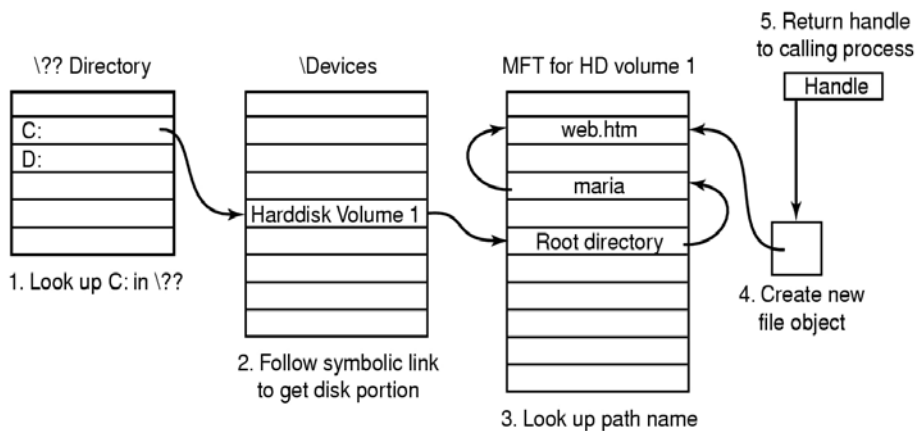 5. Return handle
to calling process
\?? Directory
\Devices
MFT for HD volume 1
Handle
C:
D:
web.htm
maria
Harddisk Volume 1
Root directory
1. Look up C: in \??
4. Create new
file object
2. Follow symbolic link
to get disk portion
3. Look up path name